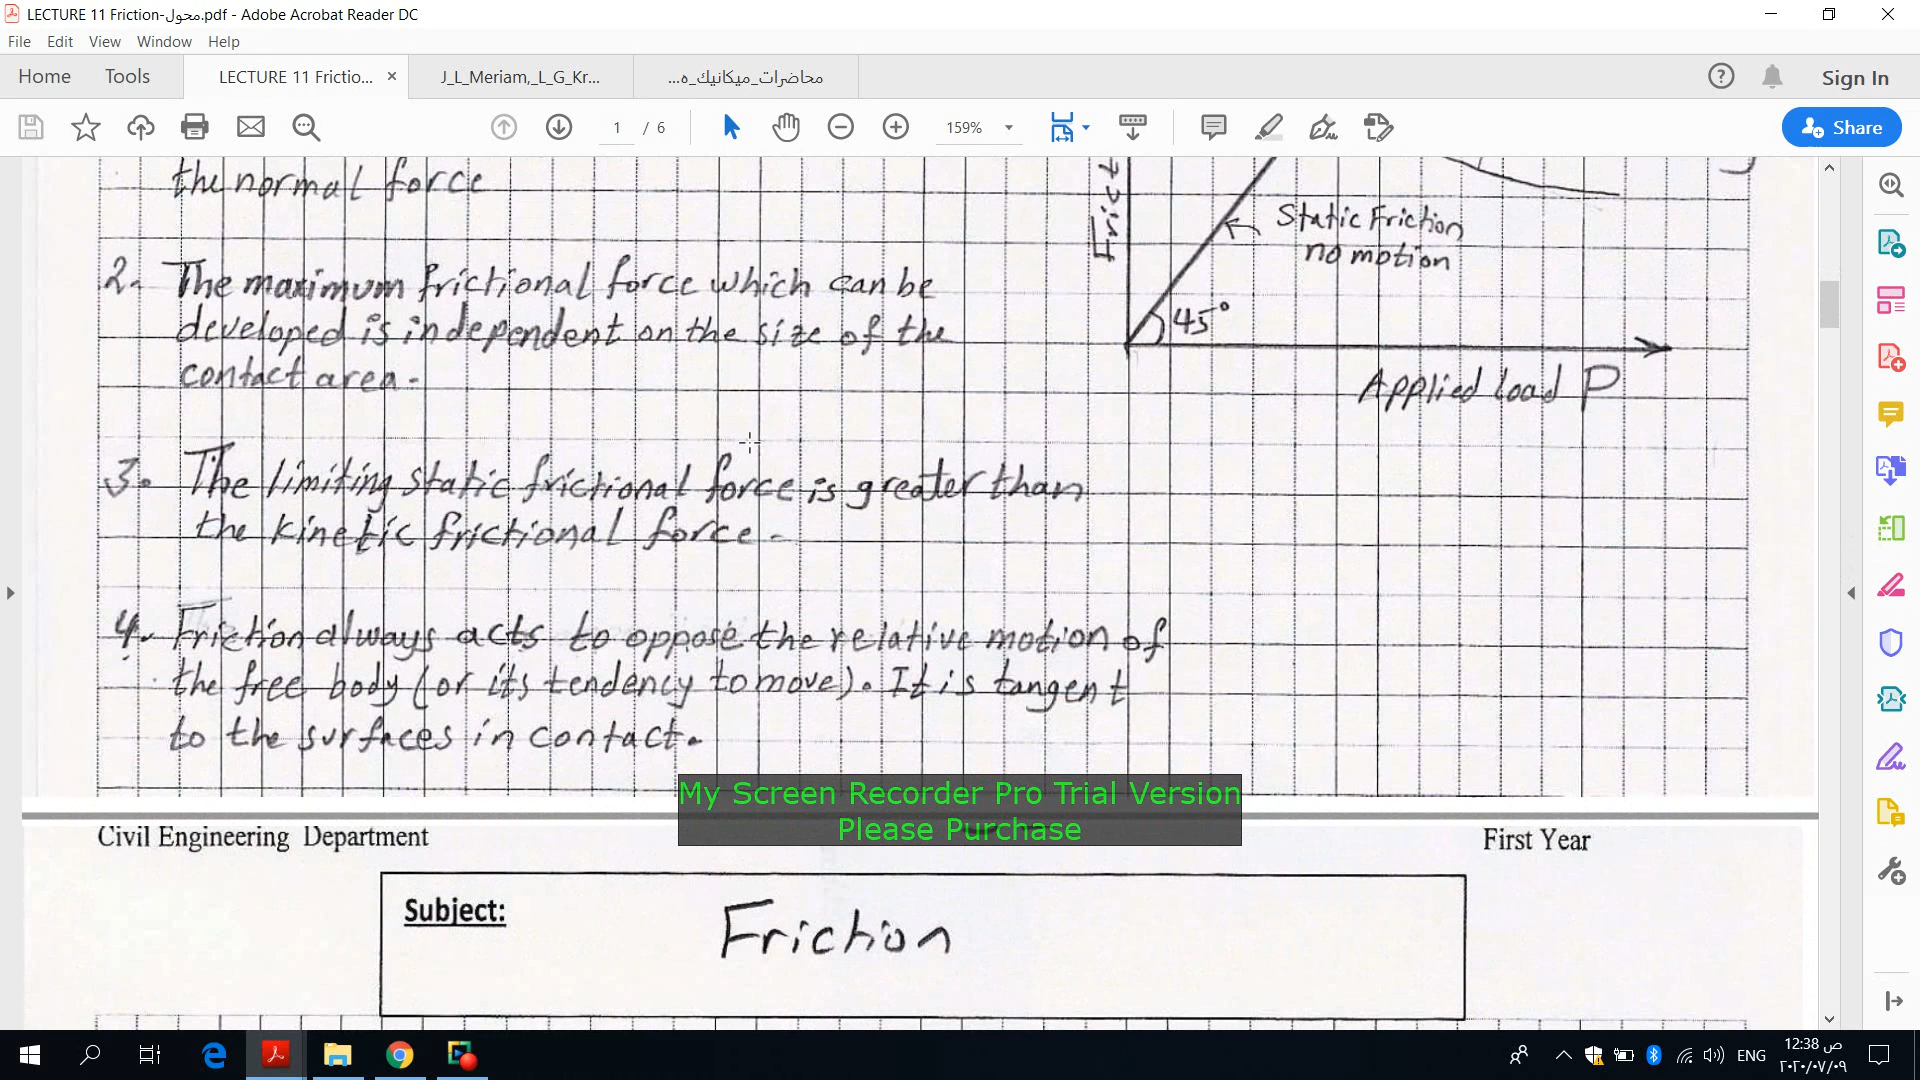 LECTURE 11 Friction-محول.pdf - Adobe Acrobat Reader DC
File Edit View Window Help
Home Tools LECTURE 11 Frictio... × J_L_Meriam,_L_G_Kr... محاضرات_ميكانيك_ه... Sign In
1 / 6 159% Share
the normal force
Frict
Static Friction
no motion
45°
Applied load P
2. The maximum frictional force which can be
developed is independent on the size of the
contact area.
3. The limiting static frictional force is greater than
the kinetic frictional force.
4. Friction always acts to oppose the relative motion of
the free body (or its tendency to move). It is tangent
to the surfaces in contact.
My Screen Recorder Pro Trial Version
Please Purchase
Civil Engineering Department First Year
Subject: Friction
ENG
12:38 ص
٢٠٢٠/٠٧/٠٩